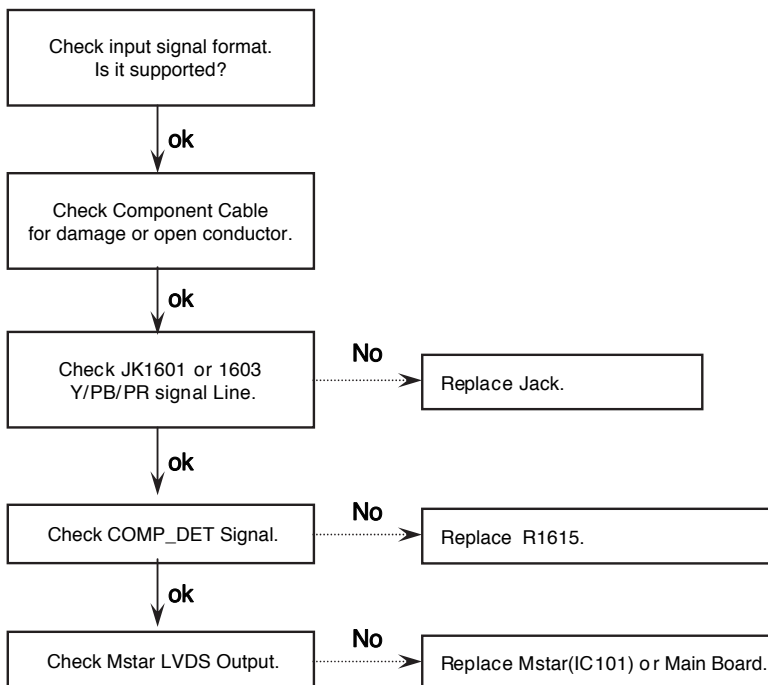 Check input signal format.
Is it supported?
ok
Check Component Cable
for damage or open conductor.
ok
Check JK1601 or 1603
Y/PB/PR signal Line.
No
Replace Jack.
ok
Check COMP_DET Signal.
No
Replace R1615.
ok
Check Mstar LVDS Output.
No
Replace Mstar(IC101) or Main Board.